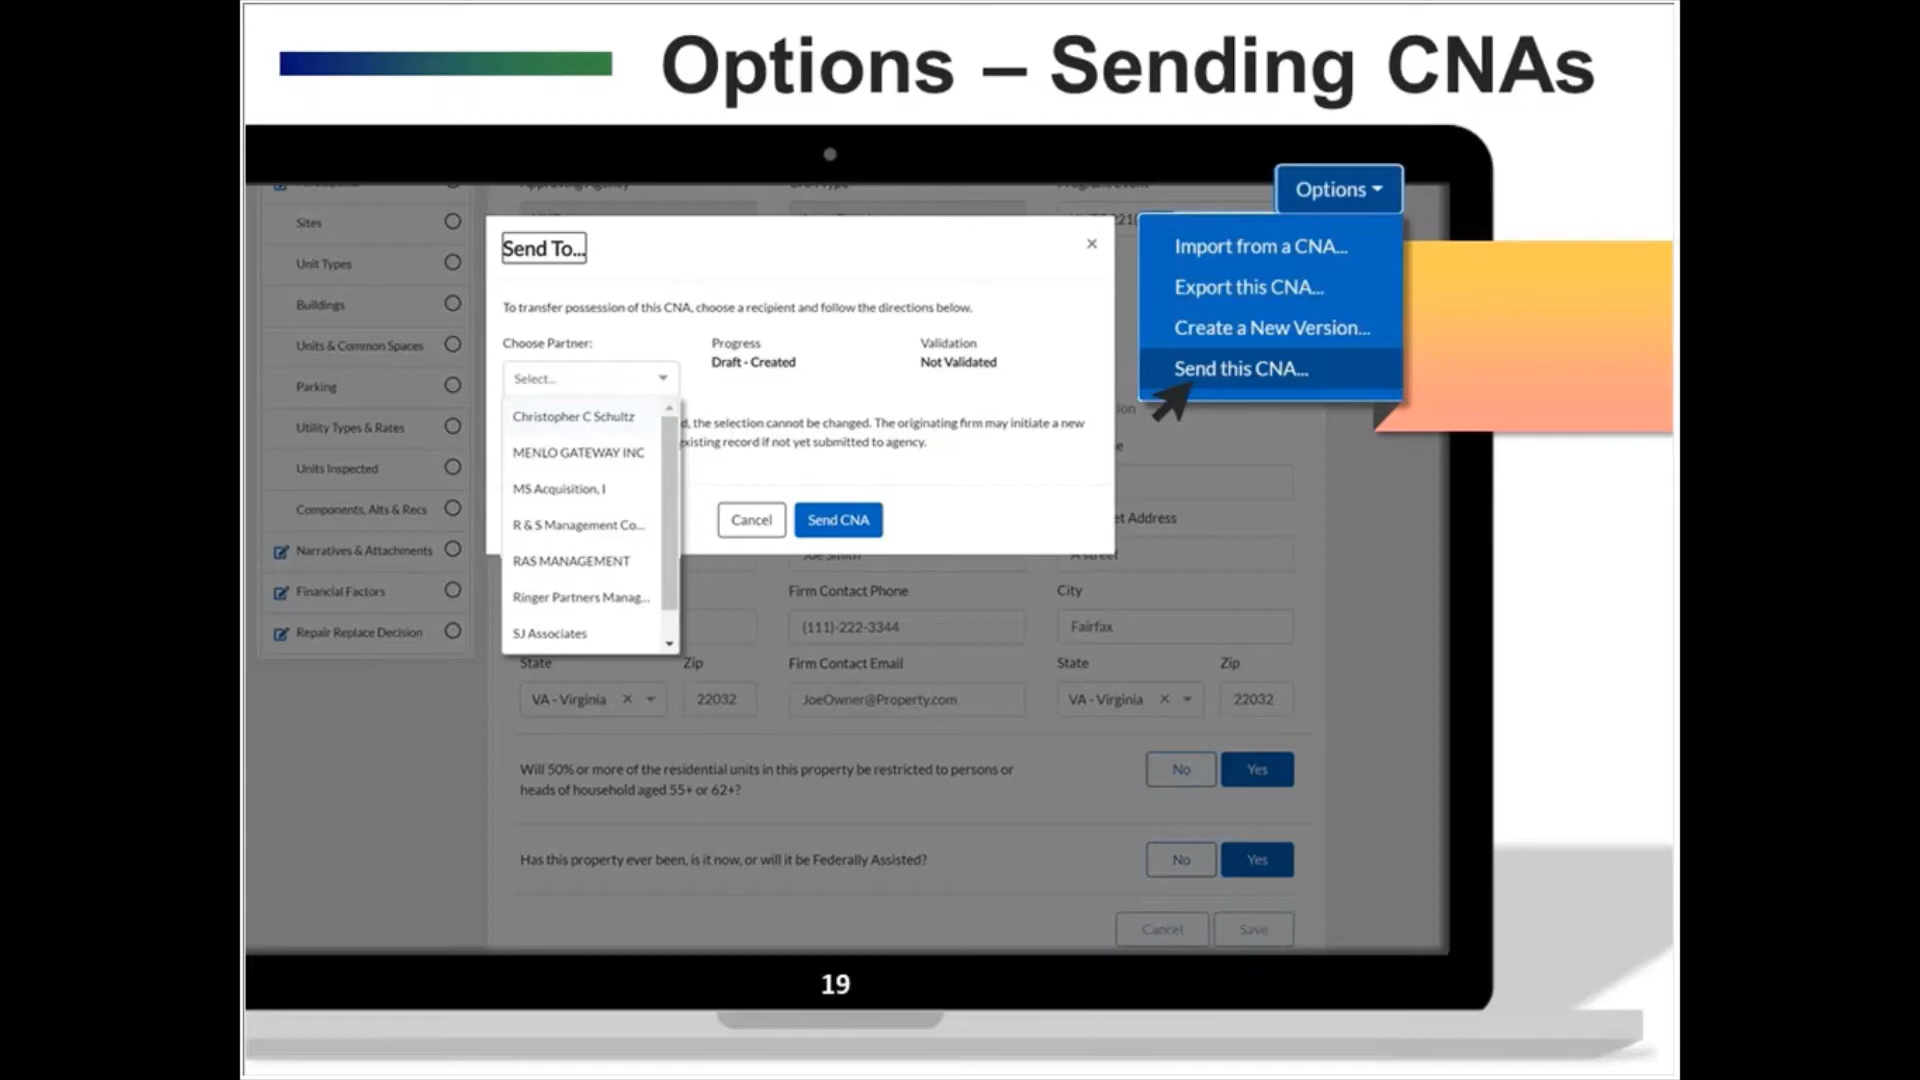 Options – Sending CNAs
Options
Import from a CNA...
Export this CNA...
Create a New Version...
Send this CNA...
Sites
Unit Types
Buildings
Units & Common Spaces
Parking
Utility Types & Rates
Units Inspected
Components, Alts & Recs
Narratives & Attachments
Financial Factors
Repair Replace Decision
Send To...
×
To transfer possession of this CNA, choose a recipient and follow the directions below.
Choose Partner:
Progress
Validation
Draft - Created
Not Validated
Select...
Christopher C Schultz
MENLO GATEWAY INC
MS Acquisition, I
R & S Management Co...
RAS MANAGEMENT
Ringer Partners Manag...
SJ Associates
, the selection cannot be changed. The originating firm may initiate a new
existing record if not yet submitted to agency.
Cancel
Send CNA
Address
Joe Smith
A street
Firm Contact Phone
City
(111)-222-3344
Fairfax
State
Zip
Firm Contact Email
State
Zip
VA - Virginia
22032
JoeOwner@Property.com
VA - Virginia
22032
Will 50% or more of the residential units in this property be restricted to persons or
heads of household aged 55+ or 62+?
No
Yes
Has this property ever been, is it now, or will it be Federally Assisted?
No
Yes
Cancel
Save
19